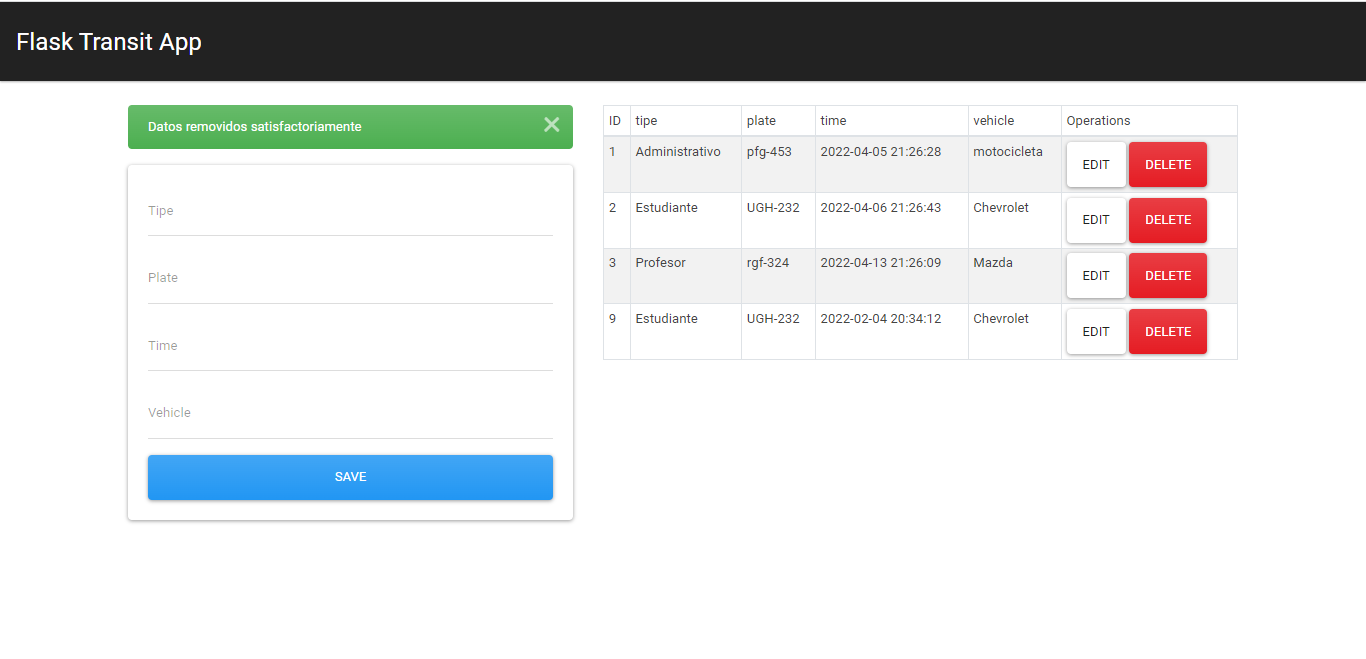 Flask Transit App
Datos removidos satisfactoriamente
Tipe
Plate
Time
Vehicle
SAVE
ID tipe plate time vehicle Operations
1 Administrativo pfg-453 2022-04-05 21:26:28 motocicleta EDIT DELETE
2 Estudiante UGH-232 2022-04-06 21:26:43 Chevrolet EDIT DELETE
3 Profesor rgf-324 2022-04-13 21:26:09 Mazda EDIT DELETE
9 Estudiante UGH-232 2022-02-04 20:34:12 Chevrolet EDIT DELETE